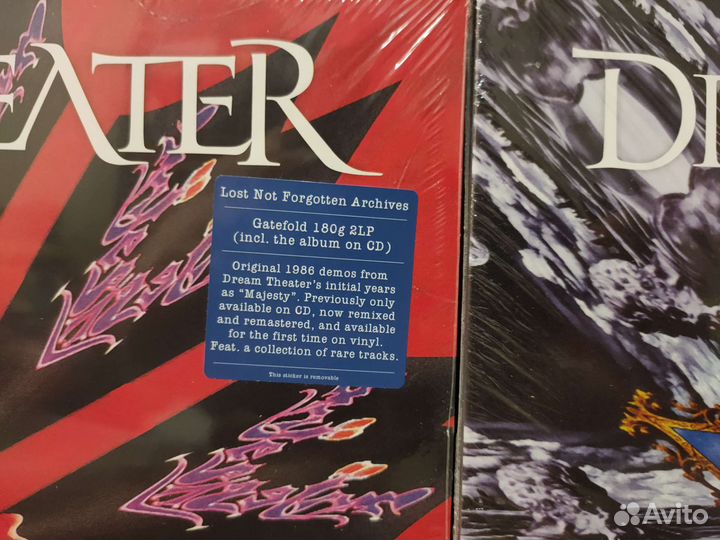 EATER
DI
Lost Not Forgotten Archives
Gatefold 180g 2LP
(incl. the album on CD)
Original 1986 demos from
Dream Theater's initial years
as "Majesty". Previously only
available on CD, now remixed
and remastered, and available
for the first time on vinyl.
Feat. a collection of rare tracks.
This sticker is removable
Avito